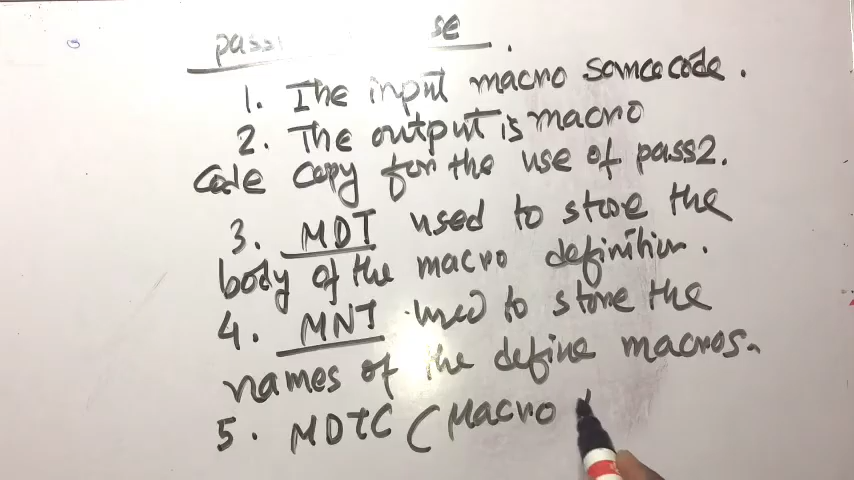 pass se
1. The input macro source code.
2. The output is macro
code copy for the use of pass2.
3. MDT used to store the
body of the macro definition.
4. MNT used to store the
names of the define macros.
5. MDTC (Macro